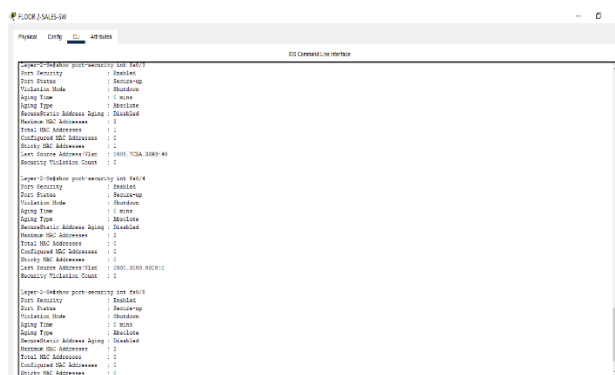 FLOOR 2-SALES-SW
Physical Config CLI Attributes
IOS Command Line Interface
Layer-2-Sw#show port-security int fa0/3
Port Security : Enabled
Port Status : Secure-up
Violation Mode : Shutdown
Aging Time : 0 mins
Aging Type : Absolute
SecureStatic Address Aging : Disabled
Maximum MAC Addresses : 2
Total MAC Addresses : 1
Configured MAC Addresses : 0
Sticky MAC Addresses : 1
Last Source Address:Vlan :
Security Violation Count : 0
Layer-2-Sw#show port-security int fa0/4
Port Security : Enabled
Port Status : Secure-up
Violation Mode : Shutdown
Aging Time : 0 mins
Aging Type : Absolute
SecureStatic Address Aging : Disabled
Maximum MAC Addresses : 2
Total MAC Addresses : 0
Configured MAC Addresses : 0
Sticky MAC Addresses : 0
Last Source Address:Vlan : 0000.0000.0000:0
Security Violation Count : 0
Layer-2-Sw#show port-security int fa0/5
Port Security : Enabled
Port Status : Secure-up
Violation Mode : Shutdown
Aging Time : 0 mins
Aging Type : Absolute
SecureStatic Address Aging : Disabled
Maximum MAC Addresses : 2
Total MAC Addresses : 0
Configured MAC Addresses : 0
Sticky MAC Addresses : 0